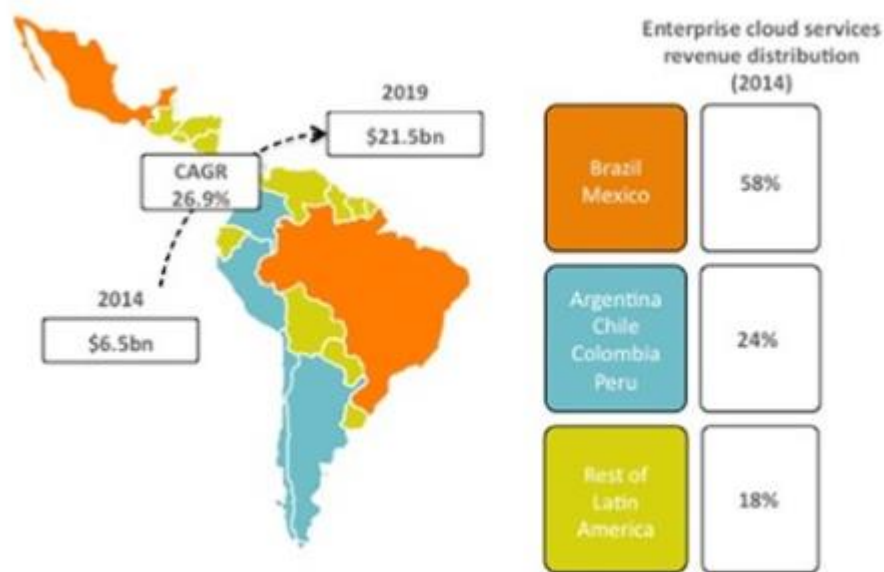 Enterprise cloud services
revenue distribution
(2014)
2019
$21.5bn
CAGR
26.9%
2014
$6.5bn
Brazil
Mexico
58%
Argentina
Chile
Colombia
Peru
24%
Rest of
Latin
America
18%